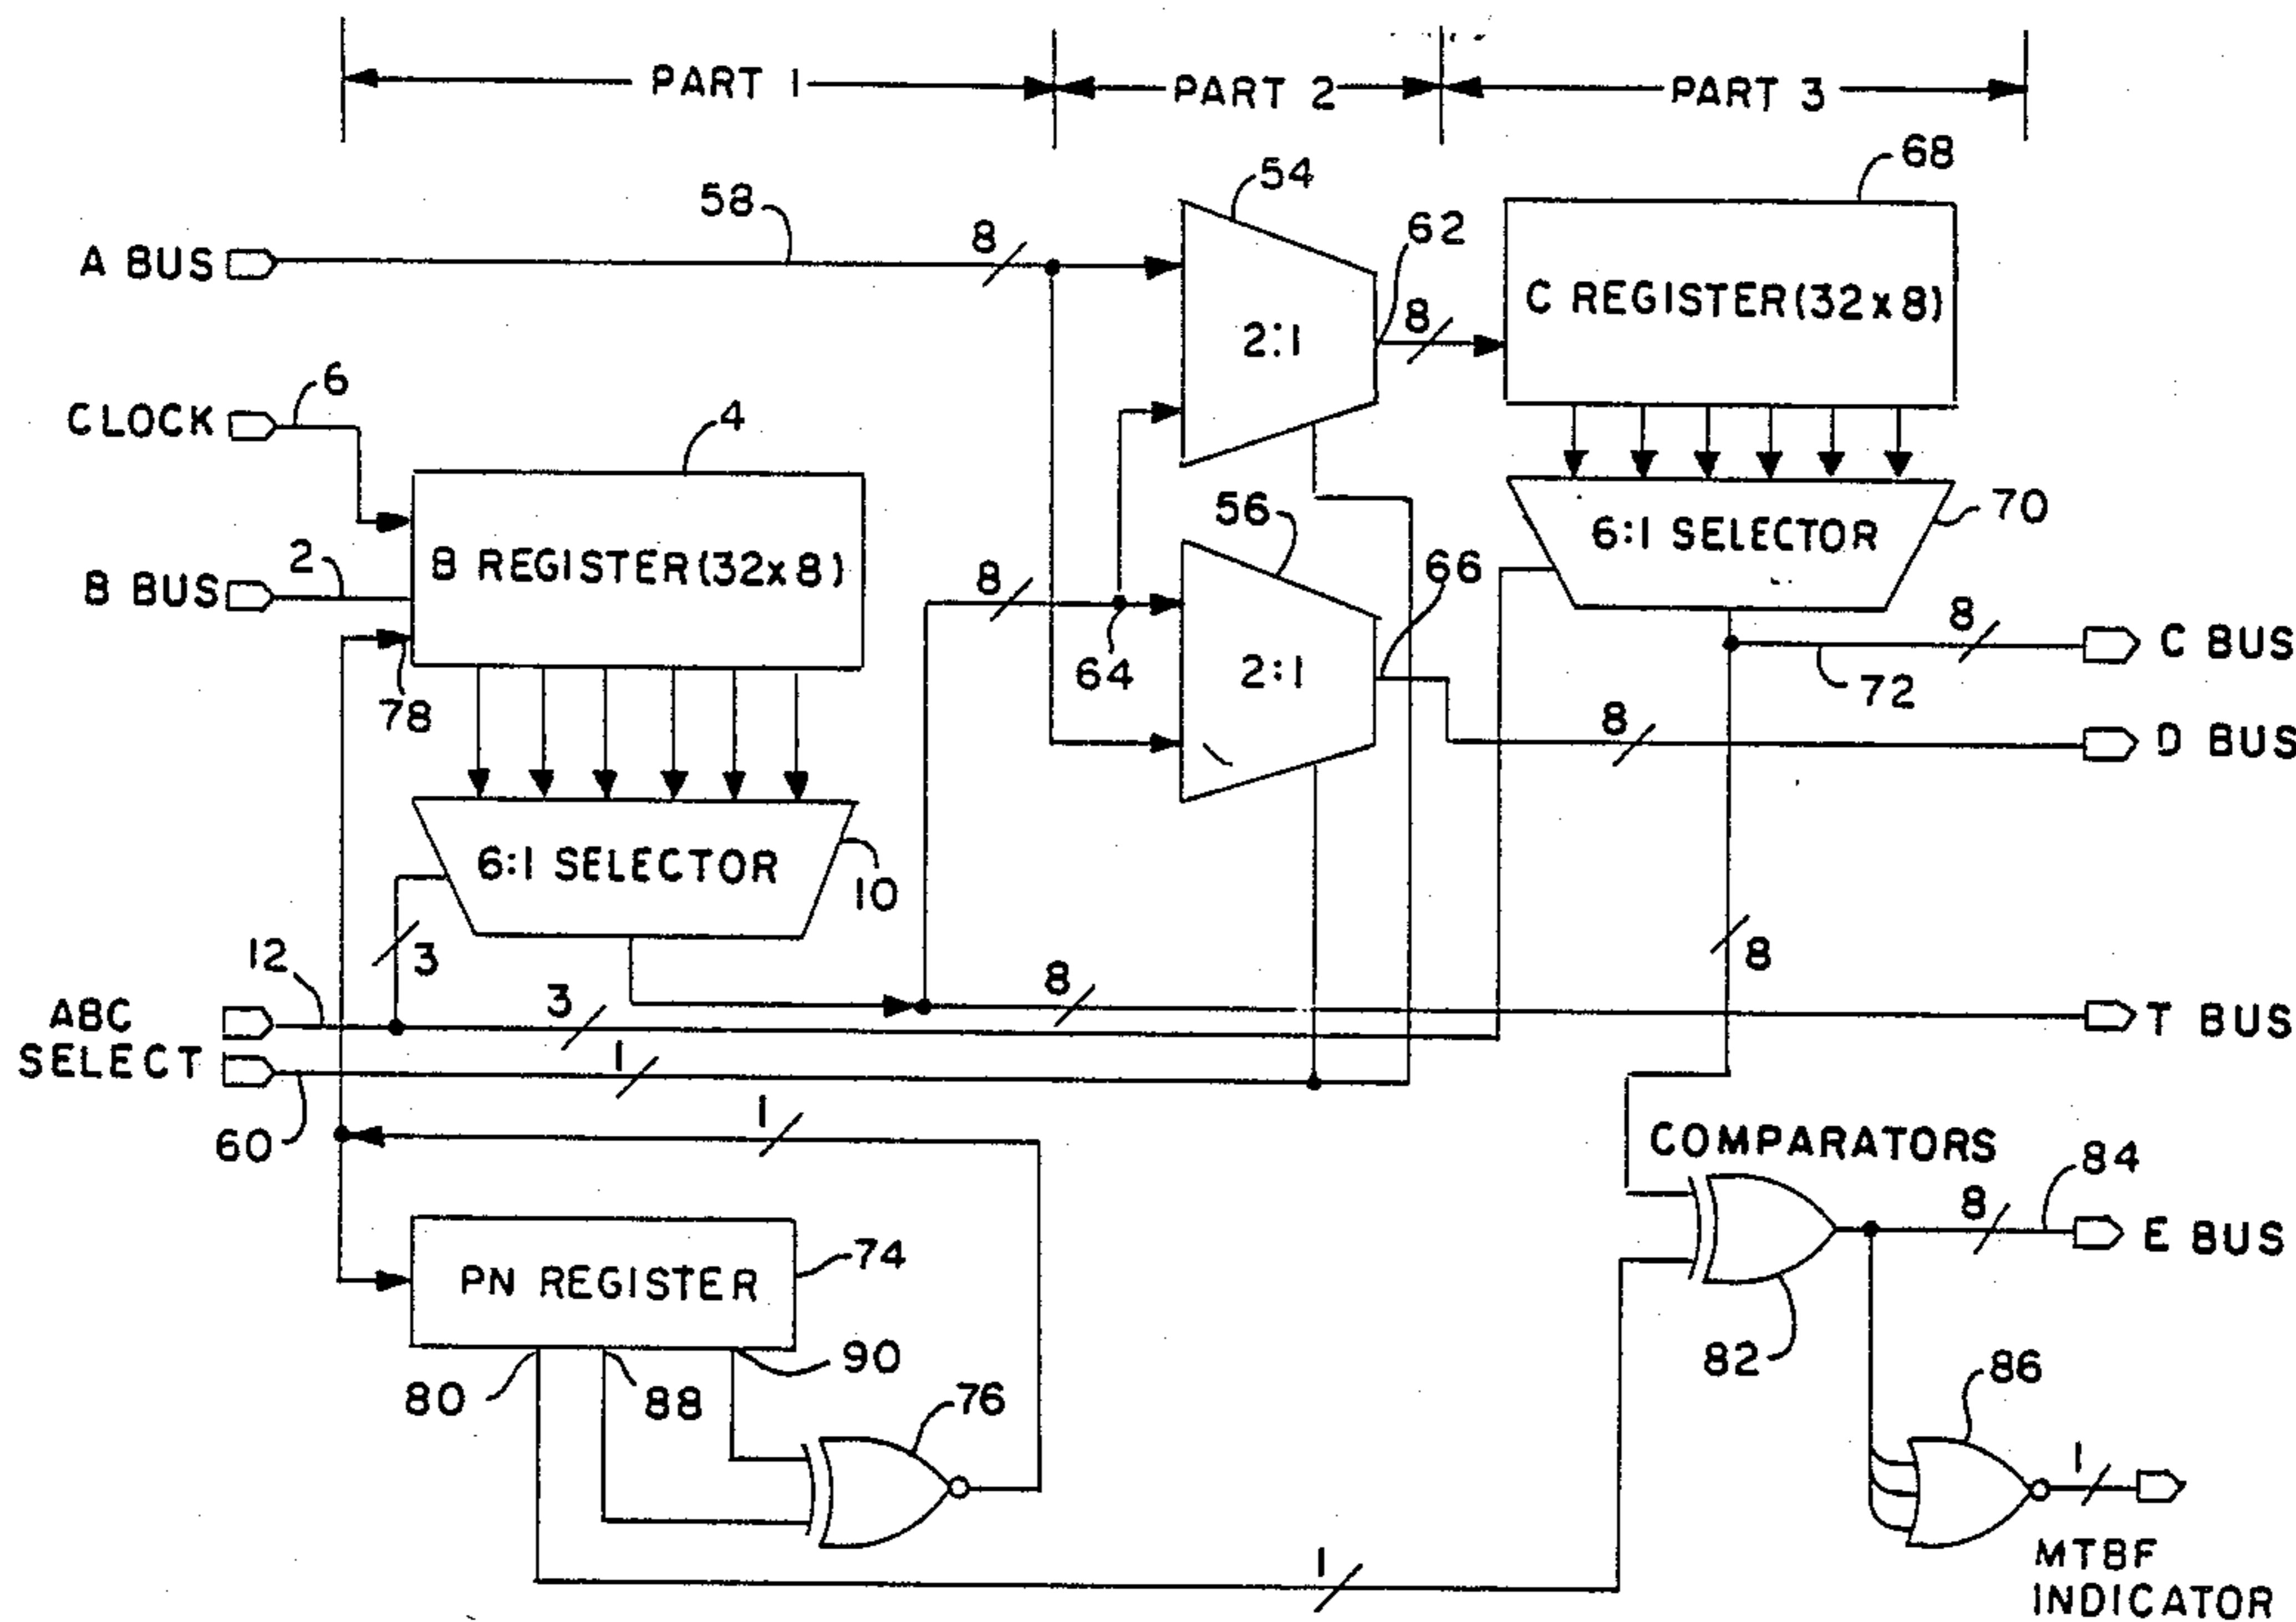 PART 1
PART 2
PART 3
68
54
58
62
8
A BUS
2:1
C REGISTER(32x8)
8
6
CLOCK
4
56
6:1 SELECTOR
70
B REGISTER(32x8)
2
B BUS
8
66
8
C BUS
64
2:1
72
78
8
D BUS
6:1 SELECTOR
10
3
8
12
3
8
ABC
SELECT
T BUS
1
60
1
COMPARATORS
84
8
E BUS
PN REGISTER
74
82
80
88
90
76
86
1
1
MTBF
INDICATOR